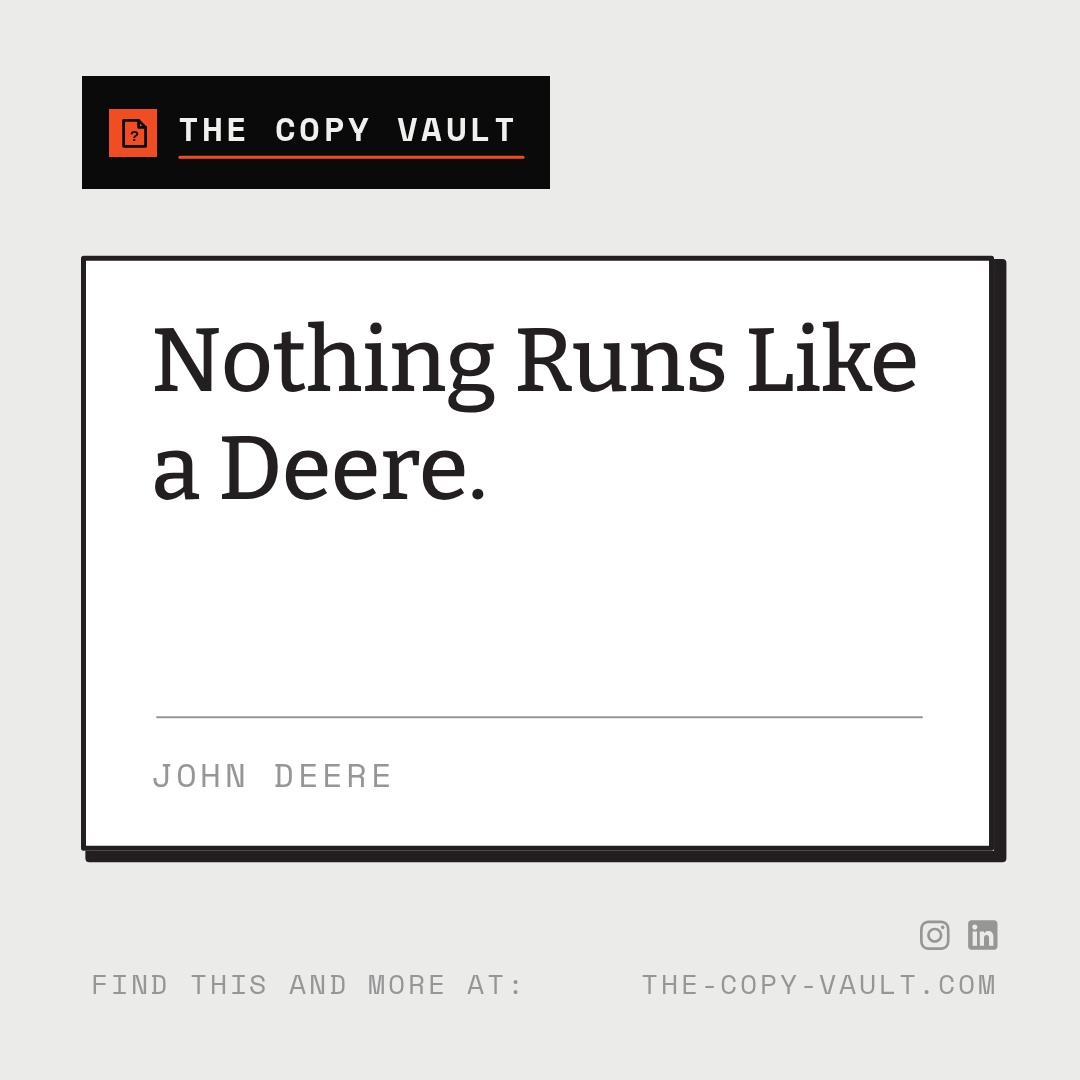 THE COPY VAULT
Nothing Runs Like
a Deere.
JOHN DEERE
FIND THIS AND MORE AT:
THE-COPY-VAULT.COM